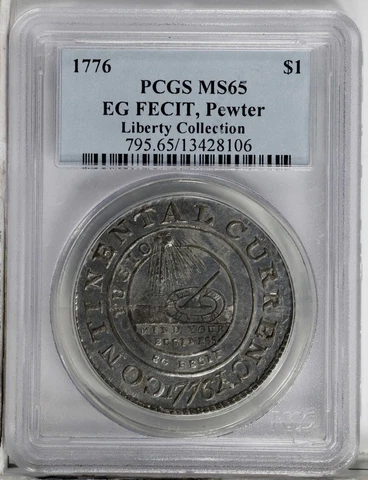 1776 $1
PCGS MS65
EG FECIT, Pewter
Liberty Collection
795.65/13428106
CONTINENTAL CURRENCY
1776
FUGIO
MIND YOUR
BUSINESS
EG FECIT